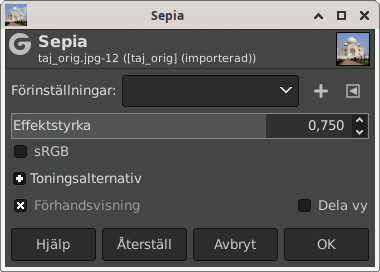 Sepia
Sepia
taj_orig.jpg-12 ([taj_orig] (importerad))
Förinställningar:
Effektstyrka 0,750
sRGB
Toningsalternativ
Förhandsvisning Dela vy
Hjälp Återställ Avbryt OK